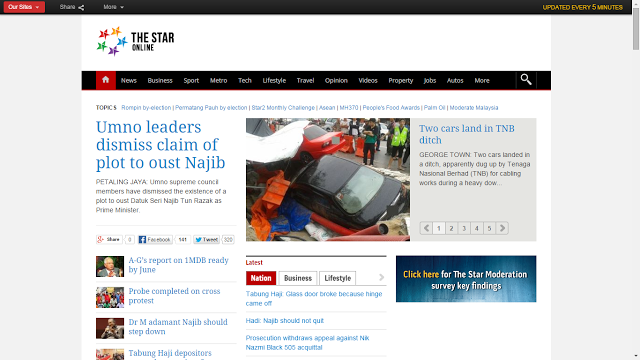 Our Sites
Share
More
UPDATED EVERY 5 MINUTES
THE STAR
ONLINE
News Business Sport Metro Tech Lifestyle Travel Opinion Videos Property Jobs Autos More
TOPICS Rompin by-election | Permatang Pauh by election | Star2 Monthly Challenge | Asean | MH370 | People's Food Awards | Palm Oil | Moderate Malaysia
Umno leaders
dismiss claim of
plot to oust Najib
PETALING JAYA: Umno supreme council
members have dismissed the existence of a
plot to oust Datuk Seri Najib Tun Razak as
Prime Minister.
Share 0 Facebook 141 Tweet 320
Two cars land in TNB
ditch
GEORGE TOWN: Two cars landed in
a ditch, apparently dug up by Tenaga
Nasional Berhad (TNB) for cabling
works during a heavy dow...
1 2 3 4 5
A-G's report on 1MDB ready
by June
Probe completed on cross
protest
Dr M adamant Najib should
step down
Tabung Haji depositors
Latest
Nation Business Lifestyle
Tabung Haji: Glass door broke because hinge
came off
Hadi: Najib should not quit
Prosecution withdraws appeal against Nik
Nazmi Black 505 acquittal
Click here for The Star Moderation
survey key findings